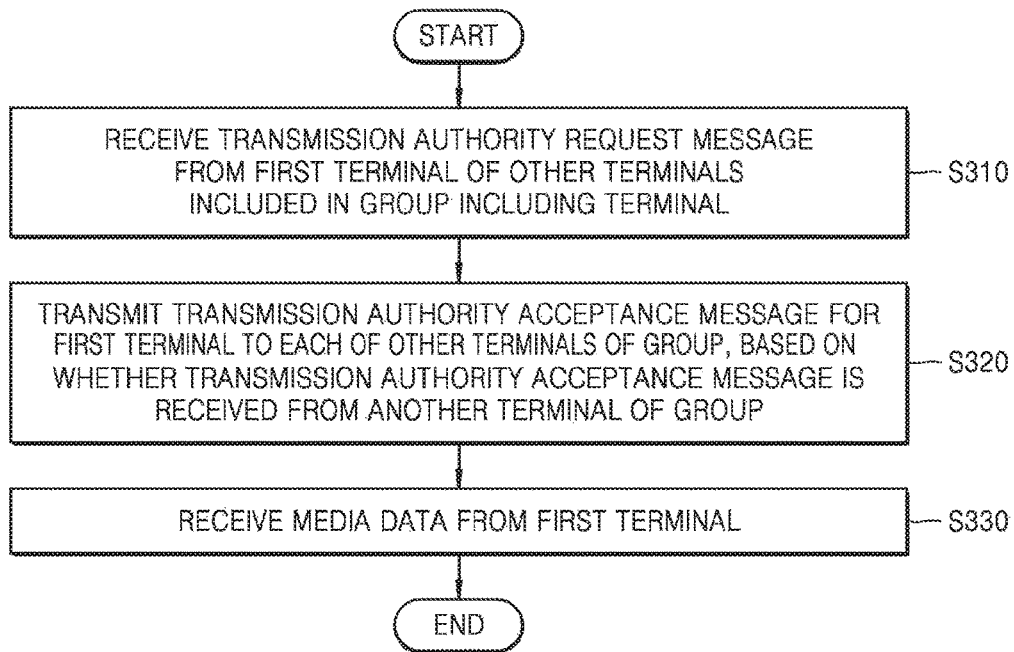 START
RECEIVE TRANSMISSION AUTHORITY REQUEST MESSAGE
FROM FIRST TERMINAL OF OTHER TERMINALS
INCLUDED IN GROUP INCLUDING TERMINAL
S310
TRANSMIT TRANSMISSION AUTHORITY ACCEPTANCE MESSAGE FOR
FIRST TERMINAL TO EACH OF OTHER TERMINALS OF GROUP, BASED ON
WHETHER TRANSMISSION AUTHORITY ACCEPTANCE MESSAGE IS
RECEIVED FROM ANOTHER TERMINAL OF GROUP
S320
RECEIVE MEDIA DATA FROM FIRST TERMINAL
S330
END